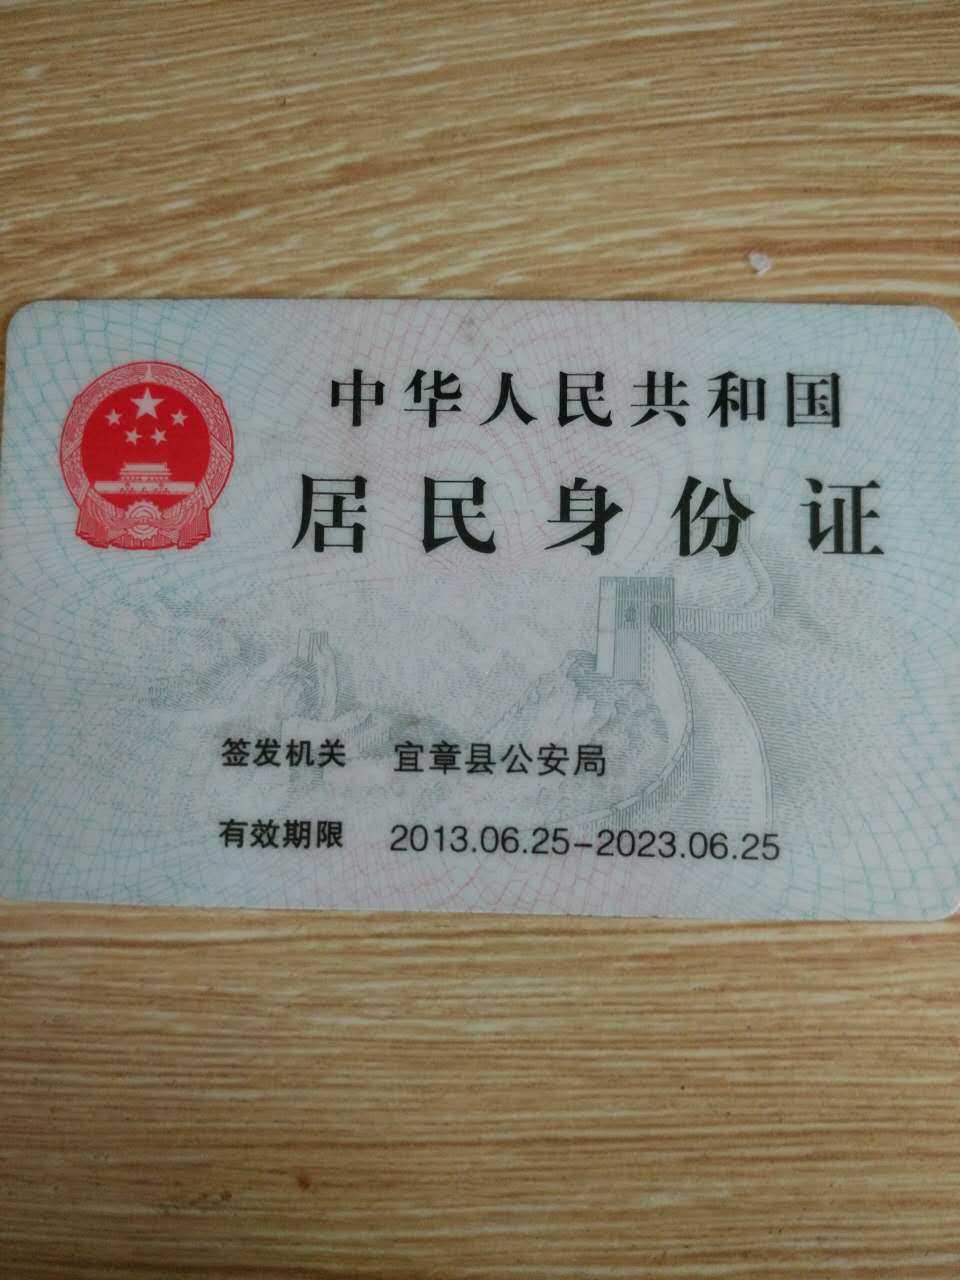 中华人民共和国
居民身份证
签发机关 宜章县公安局
有效期限 2013.06.25-2023.06.25